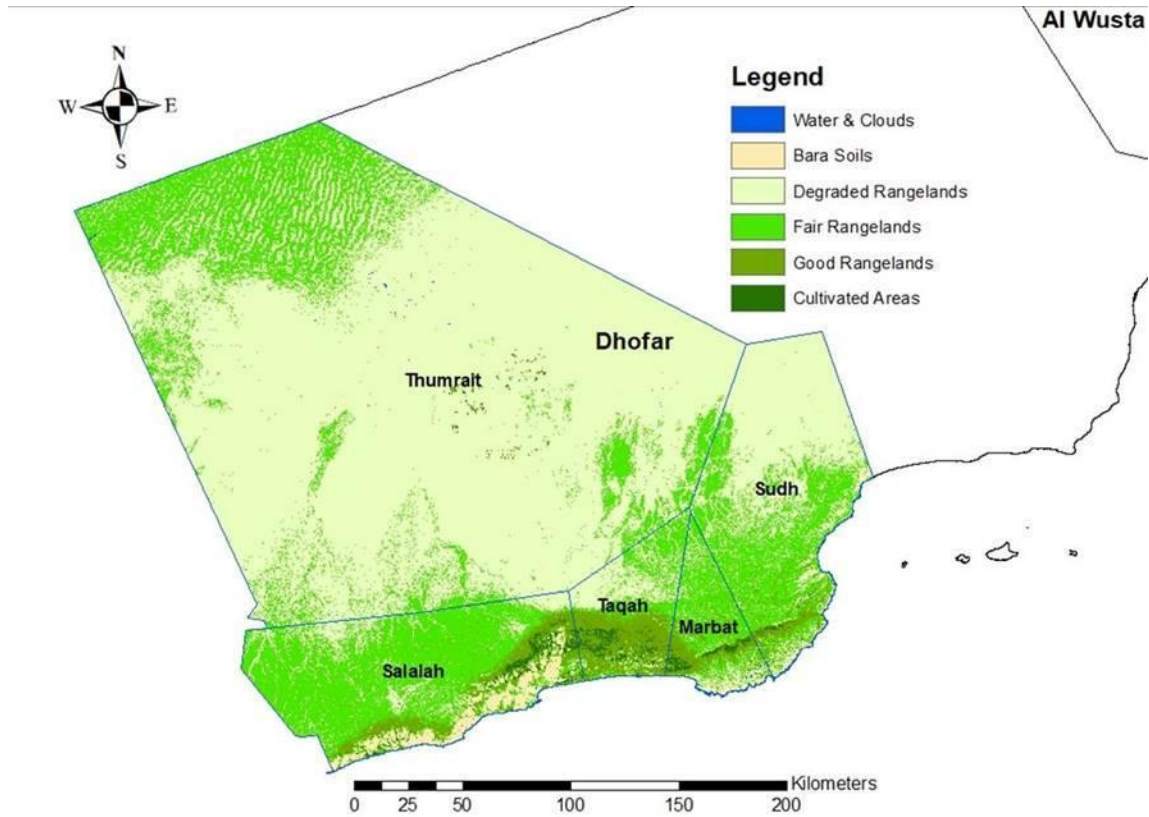 Al Wusta
N
W E
S
Legend
Water & Clouds
Bara Soils
Degraded Rangelands
Fair Rangelands
Good Rangelands
Cultivated Areas
Dhofar
Thumrait
Sudh
Taqah
Marbat
Salalah
Kilometers
0 25 50 100 150 200